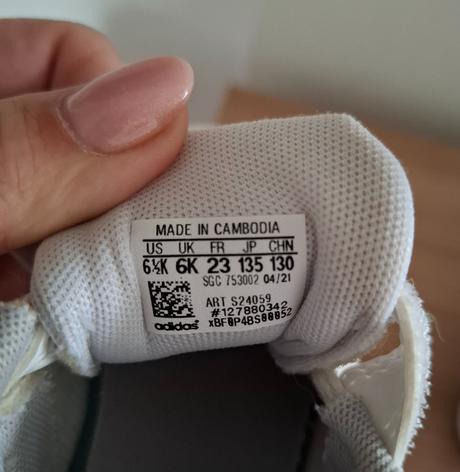 MADE IN CAMBODIA
US UK FR JP CHN
6½K 6K 23 135 130
SGC 753002 04/21
ART S24059
#127880342
adidas